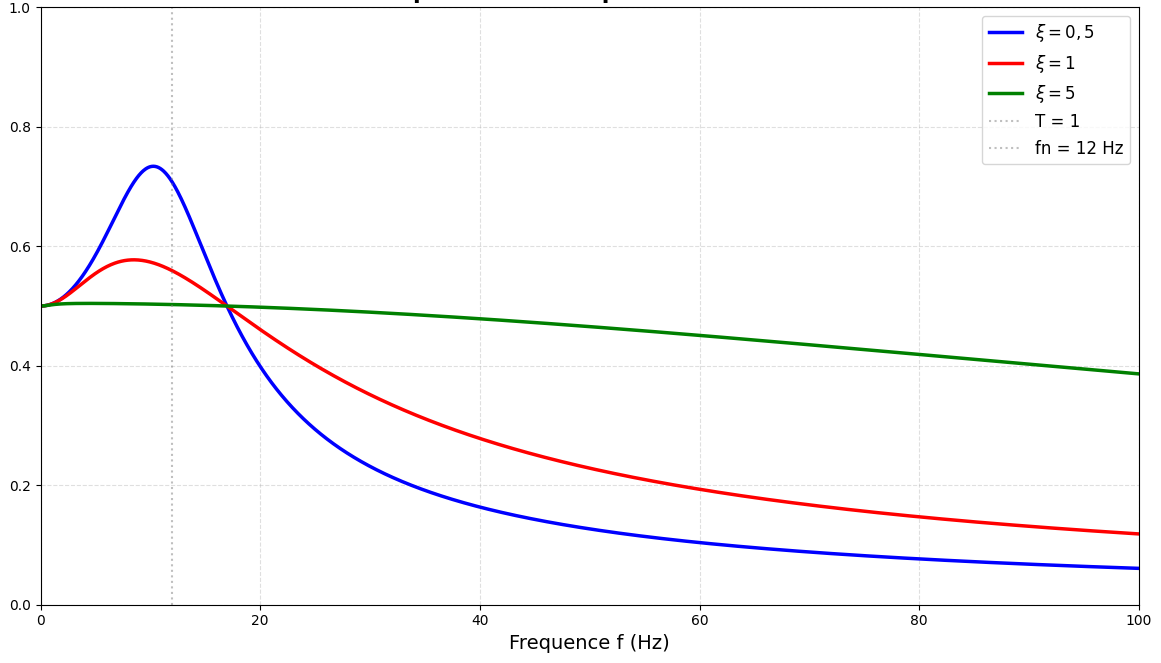 1.0
0.8
0.6
0.4
0.2
0.0
0 20 40 60 80 100
Frequence f (Hz)
ξ = 0, 5
ξ = 1
ξ = 5
T = 1
fn = 12 Hz